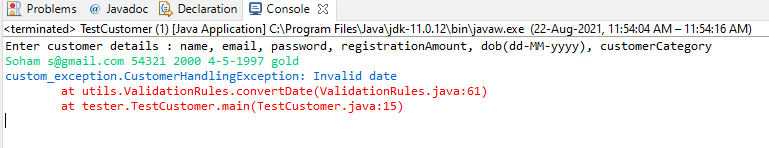 Problems @ Javadoc Declaration Console
<terminated> TestCustomer (1) [Java Application] C:\Program Files\Java\jdk-11.0.12\bin\javaw.exe (22-Aug-2021, 11:54:04 AM – 11:54:16 AM)
Enter customer details : name, email, password, registrationAmount, dob(dd-MM-yyyy), customerCategory
Soham s@gmail.com 54321 2000 4-5-1997 gold
custom_exception.CustomerHandlingException: Invalid date
at utils.ValidationRules.convertDate(ValidationRules.java:61)
at tester.TestCustomer.main(TestCustomer.java:15)